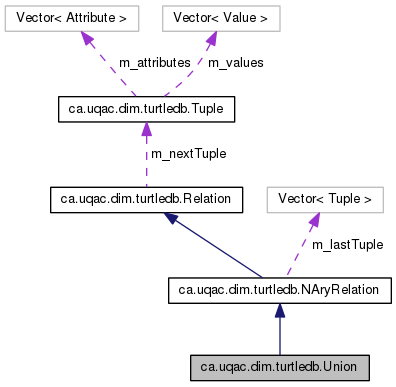 Vector< Attribute >
Vector< Value >
m_attributes
m_values
ca.uqac.dim.turtledb.Tuple
m_nextTuple
ca.uqac.dim.turtledb.Relation
Vector< Tuple >
m_lastTuple
ca.uqac.dim.turtledb.NAryRelation
ca.uqac.dim.turtledb.Union